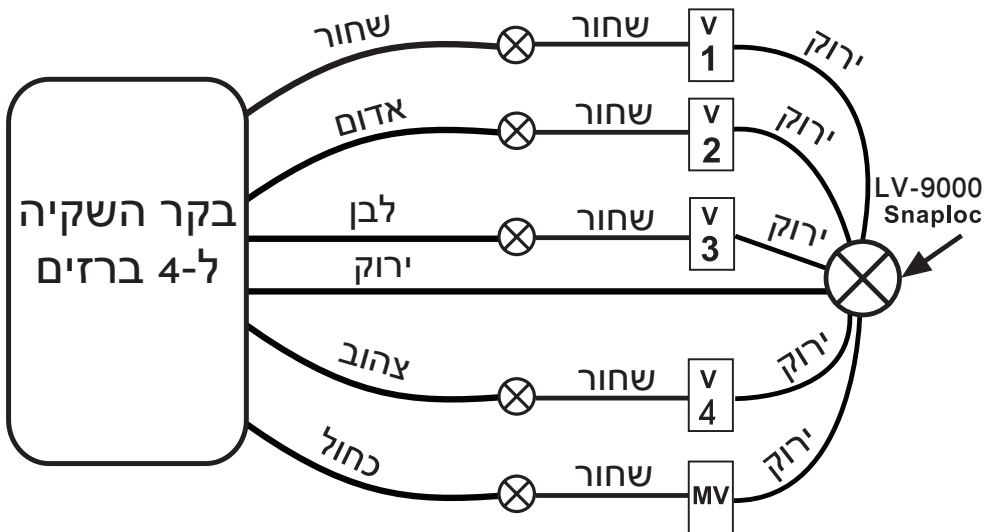 שחור
שחור
V
1
ירוק
אדום
שחור
V
2
ירוק
LV-9000
Snaploc
בקר השקיה
ל-4 ברזים
לבן
שחור
V
3
ירוק
ירוק
צהוב
שחור
V
4
ירוק
כחול
שחור
MV
ירוק